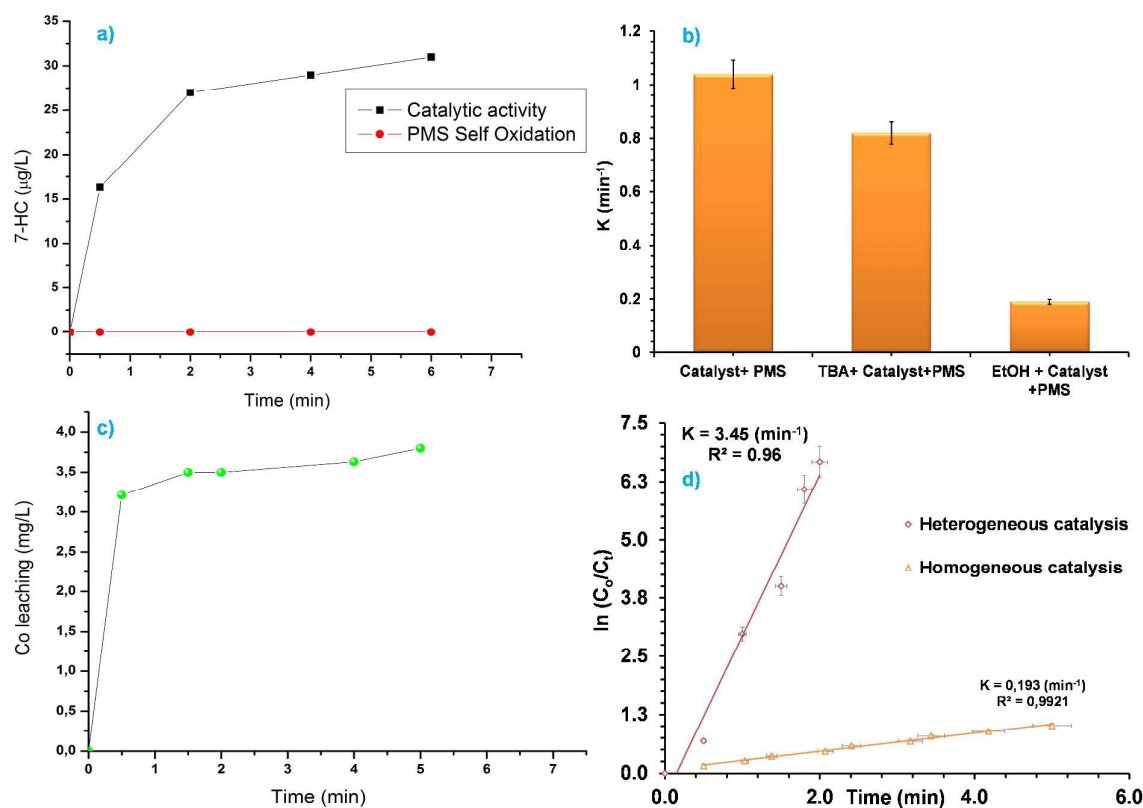 a)
35
30
25
20
15
10
5
0
7-HC (µg/L)
Catalytic activity
PMS Self Oxidation
0 1 2 3 4 5 6 7
Time (min)
b)
1.2
1
0.8
0.6
0.4
0.2
0
K (min⁻¹)
Catalyst+ PMS
TBA+ Catalyst+PMS
EtOH + Catalyst
+PMS
c)
4,0
3,5
3,0
2,5
2,0
1,5
1,0
0,5
0,0
Co leaching (mg/L)
0 1 2 3 4 5 6
Time (min)
d)
7.5
6.3
5.0
3.8
2.5
1.3
0.0
ln (Cₒ/Cₜ)
K = 3.45 (min⁻¹)
R² = 0.96
Heterogeneous catalysis
Homogeneous catalysis
K = 0,193 (min⁻¹)
R² = 0,9921
0.0 2.0 4.0 6.0
Time (min)